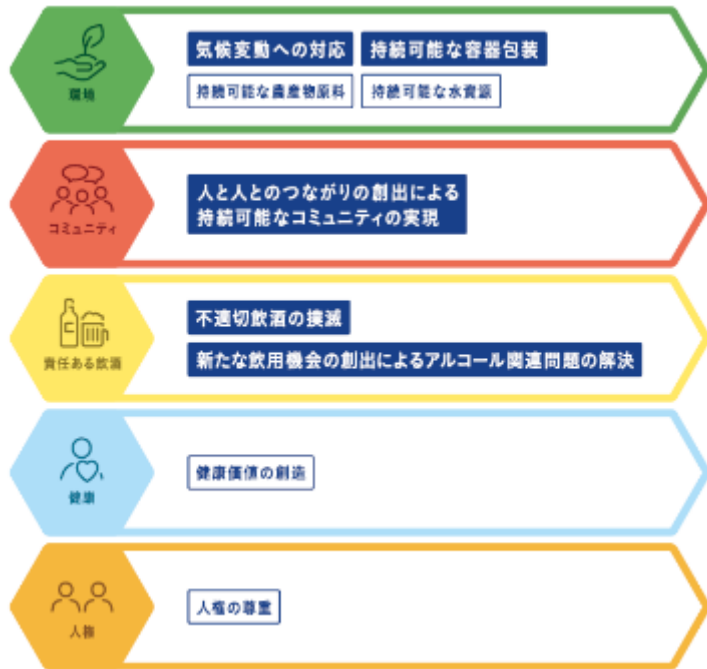 環境
気候変動への対応 持続可能な容器包装
持続可能な農産物原料 持続可能な水資源
コミュニティ
人と人とのつながりの創出による
持続可能なコミュニティの実現
責任ある飲酒
不適切飲酒の撲滅
新たな飲用機会の創出によるアルコール関連問題の解決
健康
健康価値の創造
人権
人権の尊重